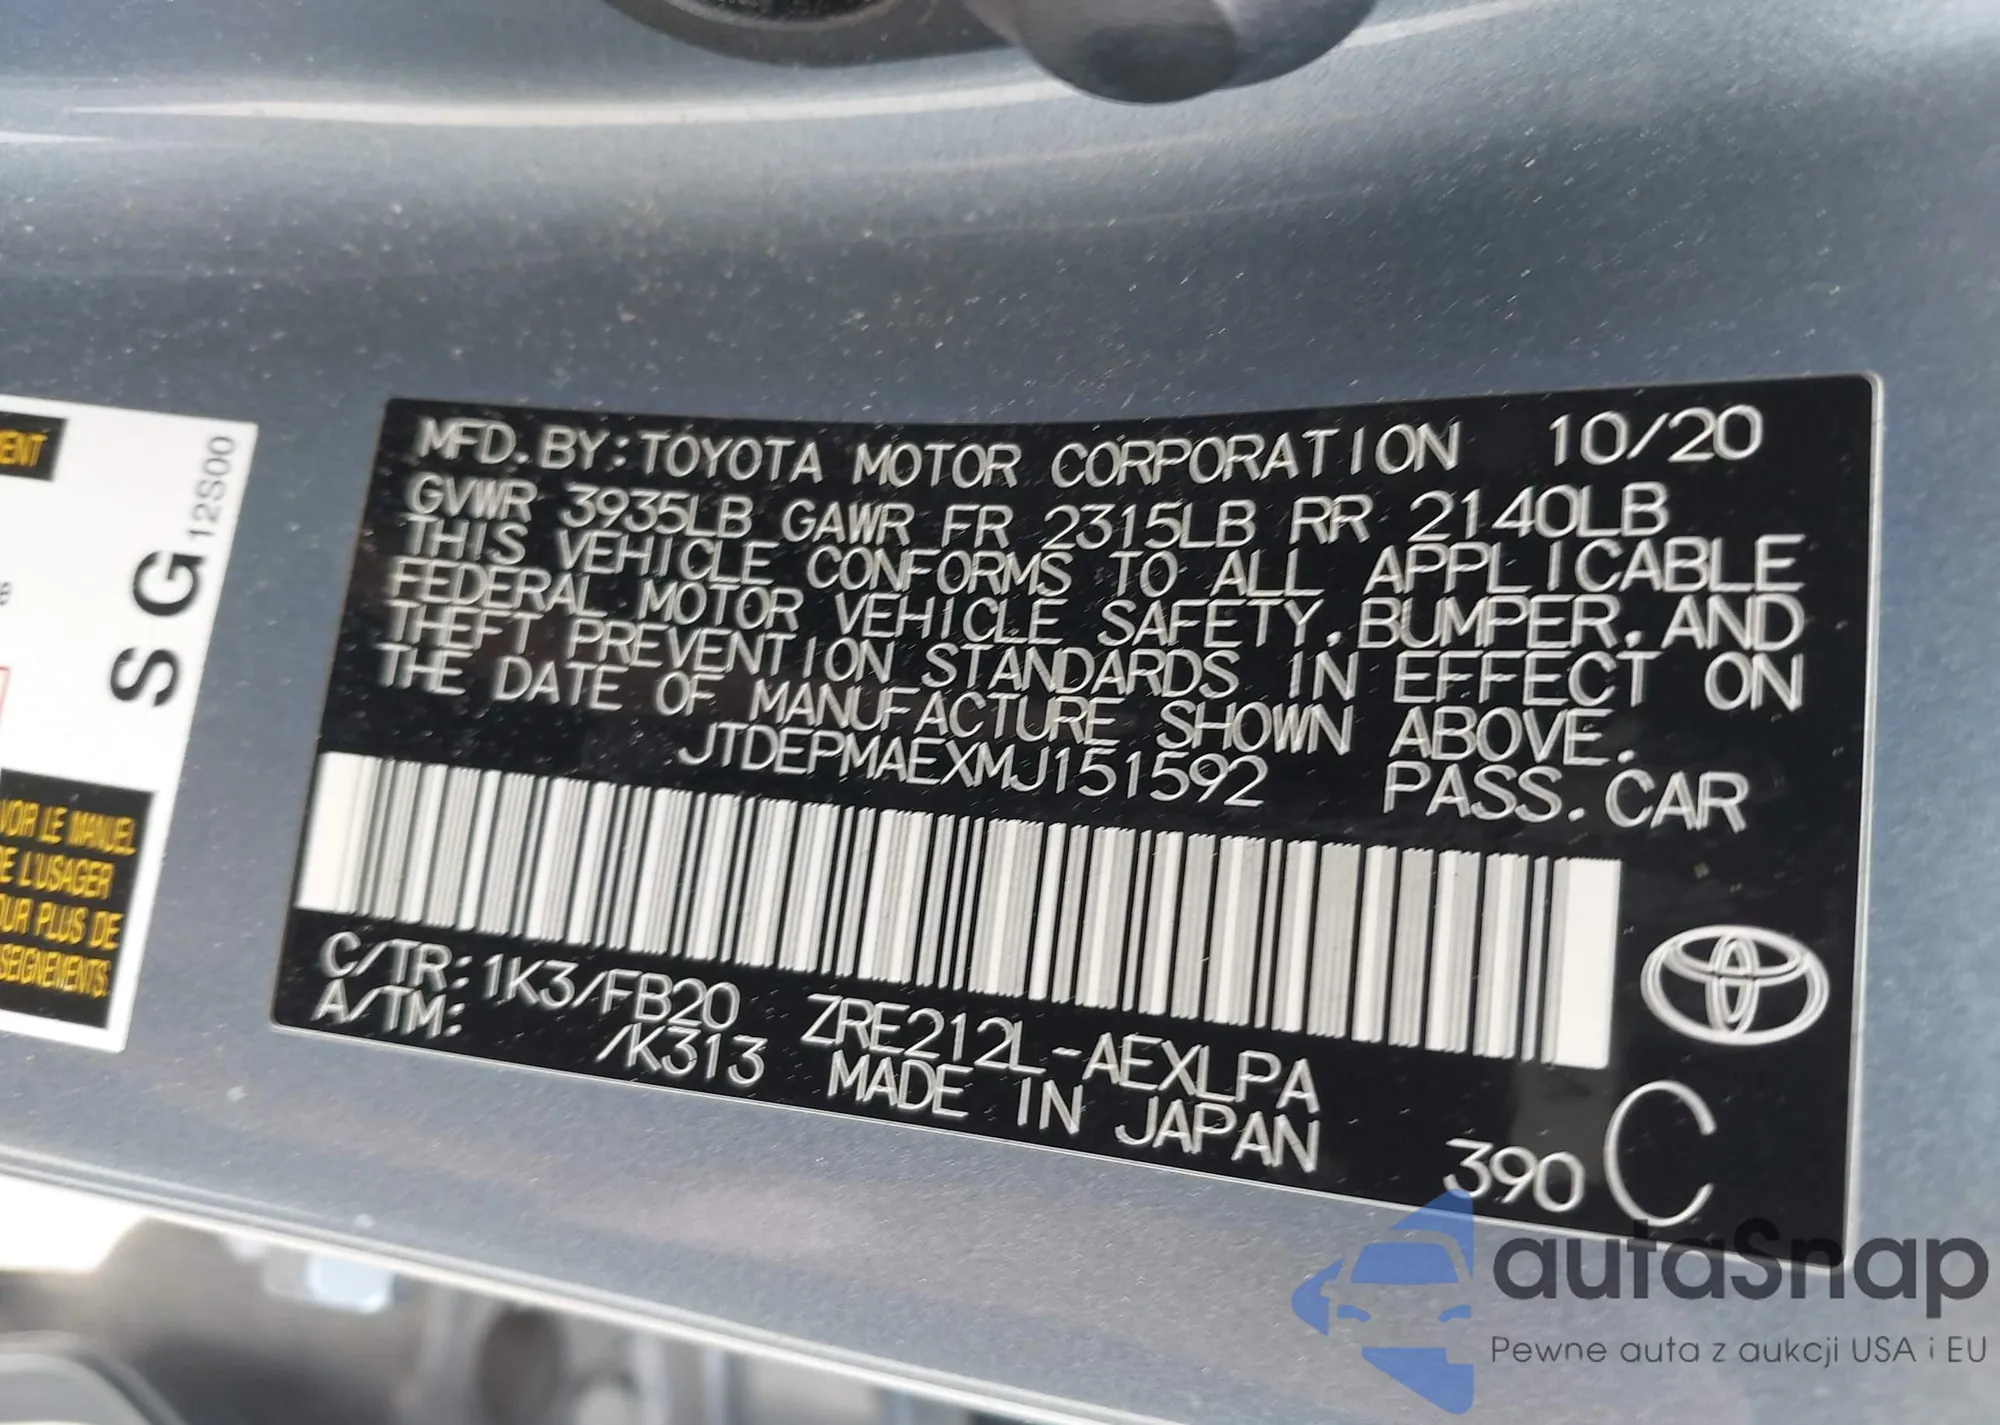 MFD.BY:TOYOTA MOTOR CORPORATION 10/20
GVWR 3935LB GAWR FR 2315LB RR 2140LB
THIS VEHICLE CONFORMS TO ALL APPLICABLE
FEDERAL MOTOR VEHICLE SAFETY,BUMPER,AND
THEFT PREVENTION STANDARDS IN EFFECT ON
THE DATE OF MANUFACTURE SHOWN ABOVE.
JTDEPMAEXMJ151592 PASS.CAR
C/TR:1K3/FB20 ZRE212L-AEXLPA
A/TM: /K313 MADE IN JAPAN
390 C
SG
12S00
VOIR LE MANUEL
DE L'USAGER
PLUS DE
autaSnap
Pewne auta z aukcji USA i EU